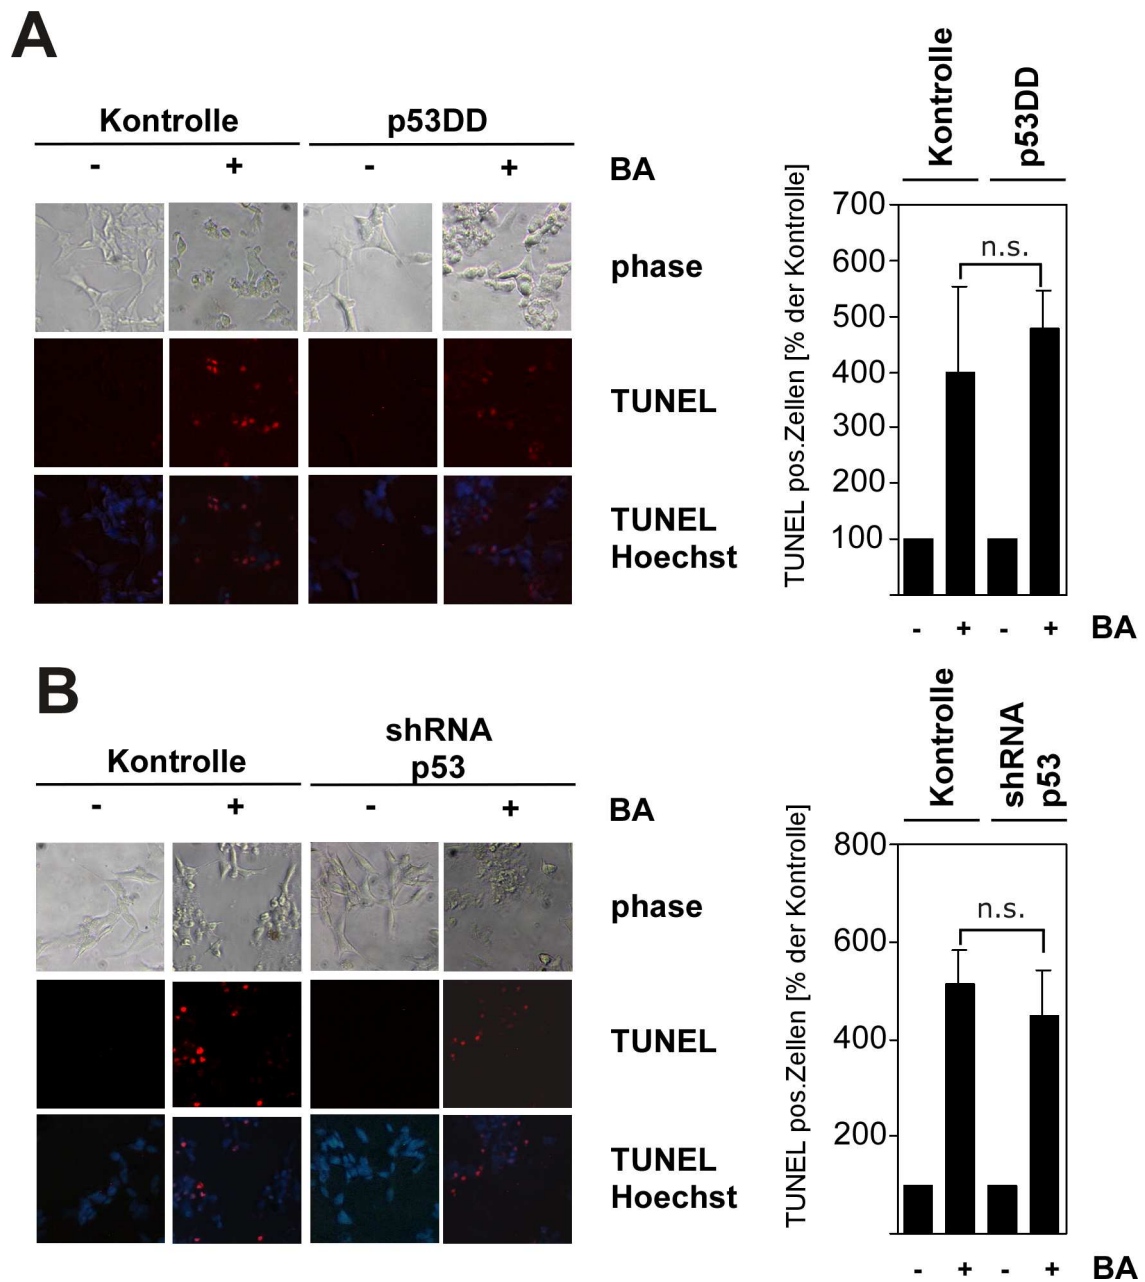 A
Kontrolle p53DD
- + - + BA
phase
TUNEL
TUNEL
Hoechst
Kontrolle
p53DD
TUNEL pos.Zellen [% der Kontrolle]
700
600
500
400
300
200
100
n.s.
- + - + BA
B
Kontrolle
shRNA
p53
- + - + BA
phase
TUNEL
TUNEL
Hoechst
Kontrolle
shRNA
p53
TUNEL pos.Zellen [% der Kontrolle]
800
600
400
200
n.s.
- + - + BA